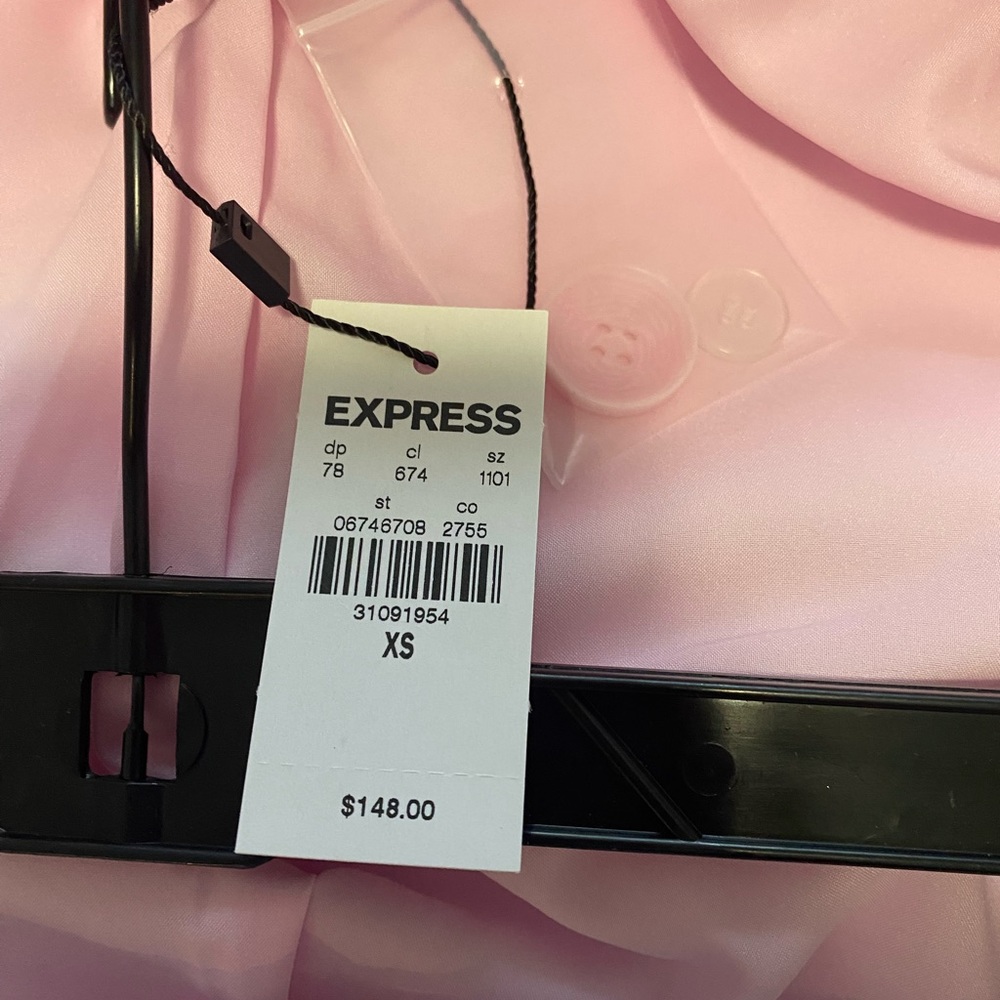 EXPRESS
dp cl sz
78 674 1101
st co
06746708 2755
31091954
XS
$148.00